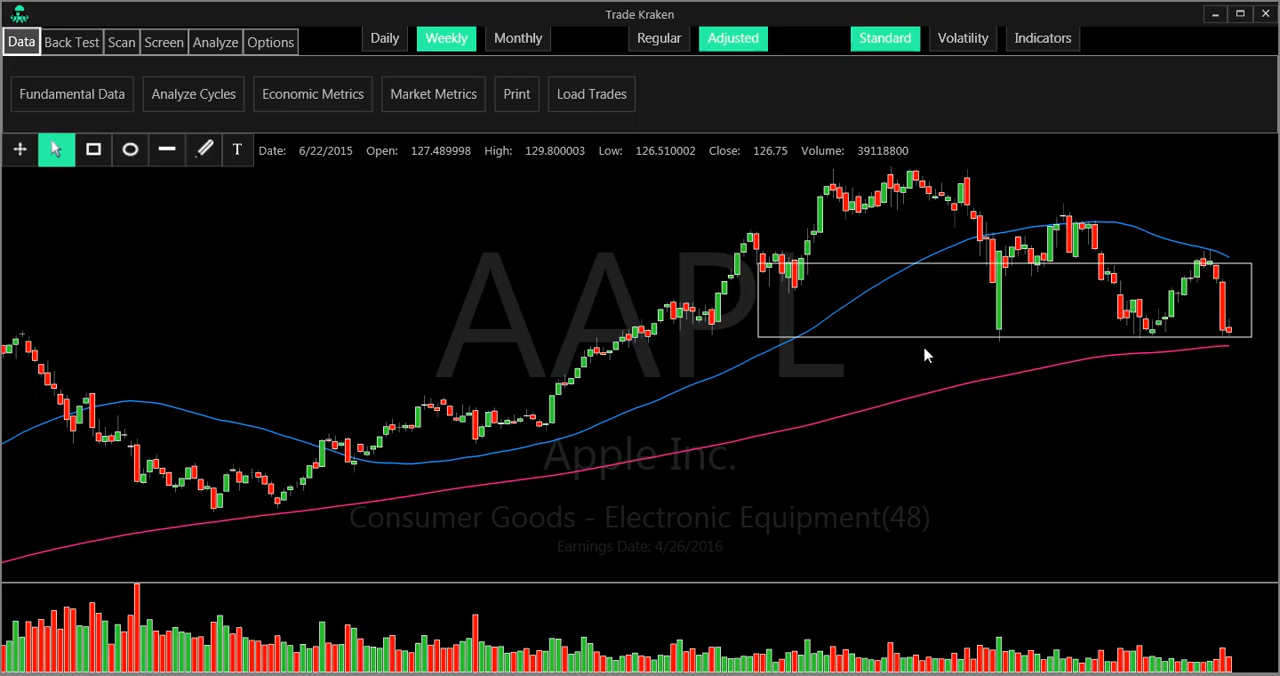 Trade Kraken
Data Back Test Scan Screen Analyze Options Daily Weekly Monthly Regular Adjusted Standard Volatility Indicators
Fundamental Data Analyze Cycles Economic Metrics Market Metrics Print Load Trades
T Date: 6/22/2015 Open: 127.489998 High: 129.800003 Low: 126.510002 Close: 126.75 Volume: 39118800
AAPL
Apple Inc.
Consumer Goods - Electronic Equipment(48)
Earnings Date: 4/26/2016